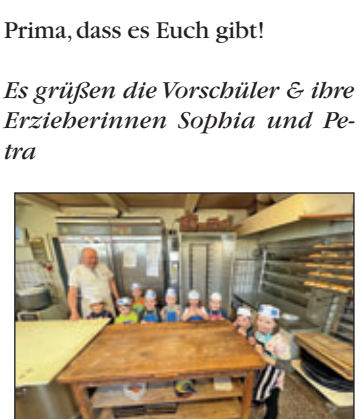 Prima, dass es Euch gibt!
Es grüßen die Vorschüler & ihre
Erzieherinnen Sophia und Pe-
tra